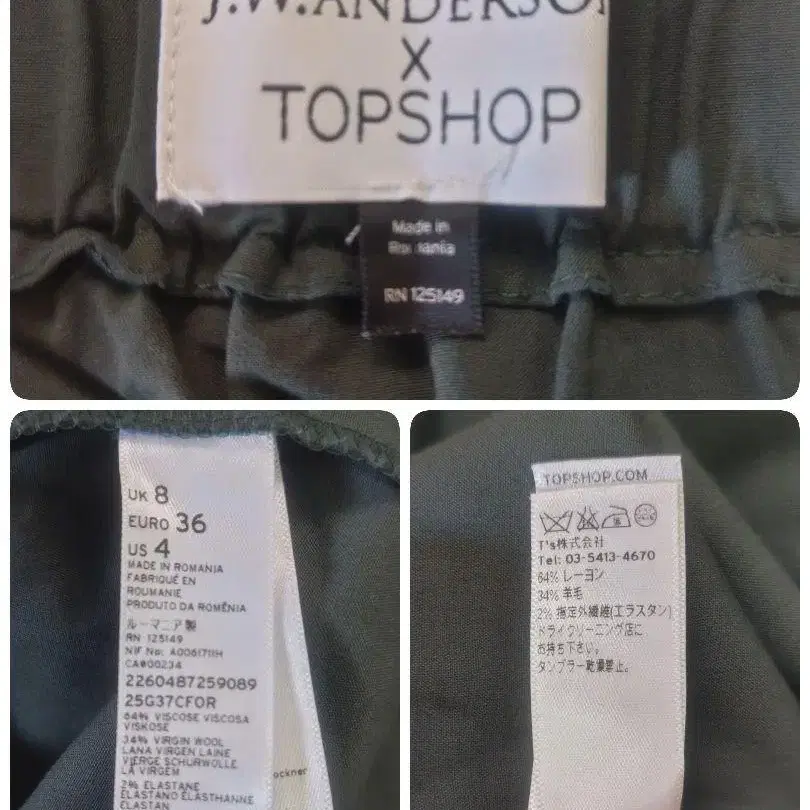 J.W.ANDERSON
X
TOPSHOP
Made in
Romania
RN 125149
UK 8
EURO 36
US 4
MADE IN ROMANIA
FABRIQUÉ EN
ROUMANIE
PRODUTO DA ROMÊNIA
ルーマニア製
RN 125149
NIF No: A0061711H
CA#00234
2260487259089
25G37CFOR
64% VISCOSE VISCOSA
VISKOSE
34% VIRGIN WOOL
LANA VIRGEN LAINE
VIERGE SCHURWOLLE
LÃ VIRGEM
2% ELASTANE
ELASTANO ÉLASTHANNE
ELASTAN
ockner
TOPSHOP.COM
T's株式会社
Tel: 03-5413-4670
64% レーヨン
34% 羊毛
2% 指定外繊維(エラスタン)
ドライクリーニング店に
お持ち下さい。
タンブラー乾燥禁止。